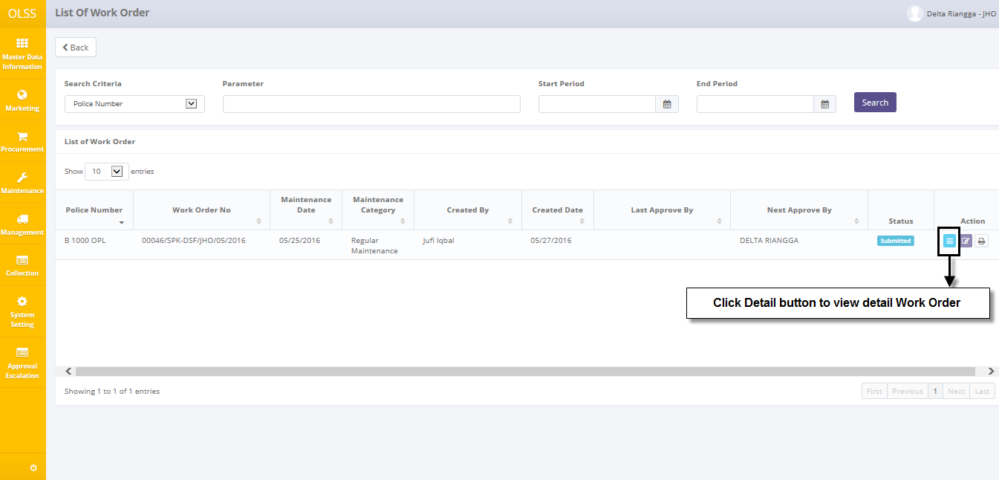 OLSS
List Of Work Order
Delta Riangga - JHO
Master Data
Information
Marketing
Procurement
Maintenance
Management
Collection
System
Setting
Approval
Escalation
Back
Search Criteria
Parameter
Start Period
End Period
Police Number
Search
List of Work Order
Show 10 entries
Police Number
Work Order No
Maintenance
Date
Maintenance
Category
Created By
Created Date
Last Approve By
Next Approve By
Status
Action
B 1000 OPL
00046/SPK-DSF/JHO/05/2016
05/25/2016
Regular
Maintenance
Jufi Iqbal
05/27/2016
DELTA RIANGGA
Submitted
Click Detail button to view detail Work Order
Showing 1 to 1 of 1 entries
First Previous 1 Next Last